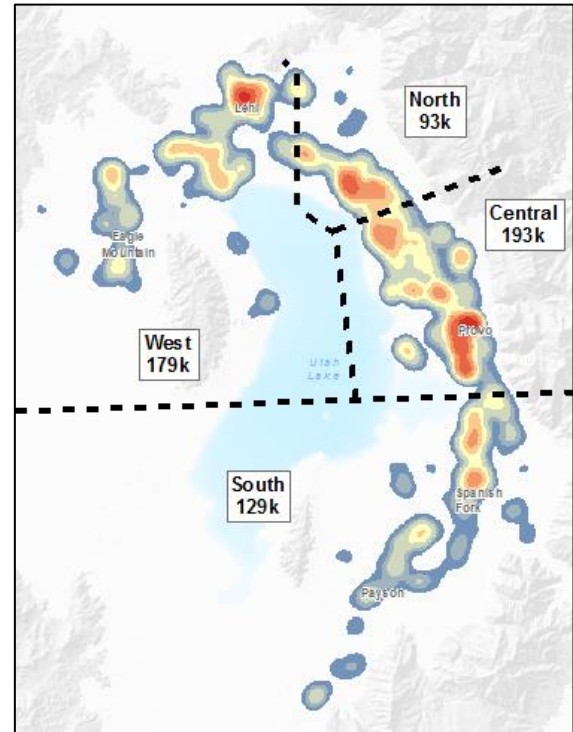 Lehi
North
93k
Central
193k
Eagle
Mountain
West
179k
Provo
Utah
Lake
South
129k
Spanish
Fork
Payson